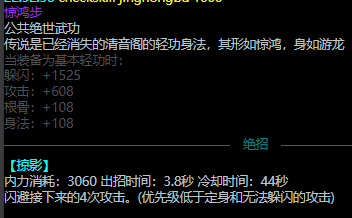 惊鸿步
公共绝世武功
传说是已经消失的清音阁的轻功身法，其形如惊鸿，身如游龙
当装备为基本轻功时：
躲闪：+1525
攻击：+608
根骨：+108
身法：+108
绝招
【掠影】
内力消耗：3060 出招时间：3.8秒 冷却时间：44秒
闪避接下来的4次攻击。(优先级低于定身和无法躲闪的攻击)